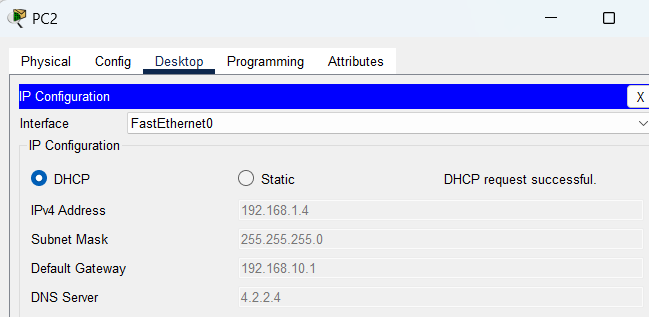 PC2
Physical Config Desktop Programming Attributes
IP Configuration X
Interface FastEthernet0
IP Configuration
DHCP Static DHCP request successful.
IPv4 Address 192.168.1.4
Subnet Mask 255.255.255.0
Default Gateway 192.168.10.1
DNS Server 4.2.2.4